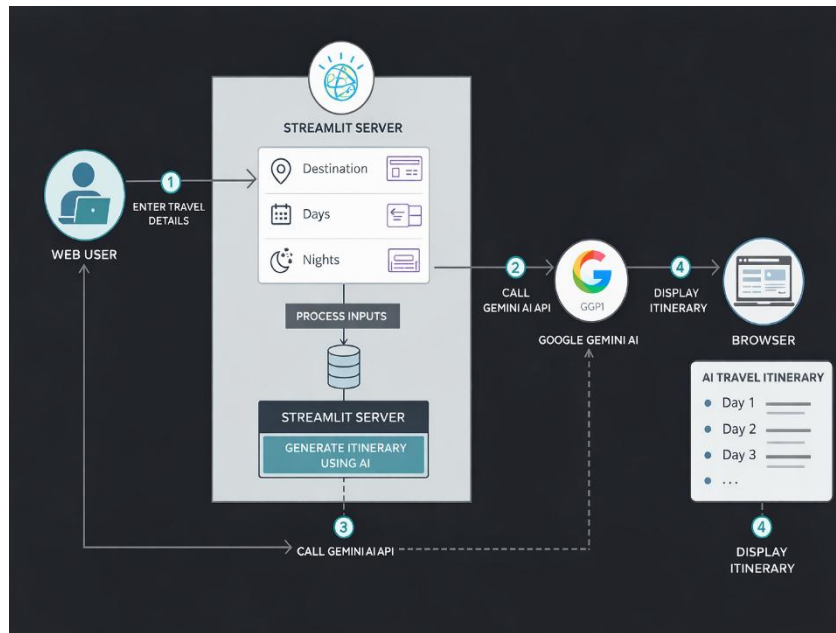 STREAMLIT SERVER
Destination
Days
Nights
1
ENTER TRAVEL
DETAILS
WEB USER
PROCESS INPUTS
STREAMLIT SERVER
GENERATE ITINERARY
USING AI
2
CALL
GEMINI AI API
GGP1
GOOGLE GEMINI AI
4
DISPLAY
ITINERARY
BROWSER
AI TRAVEL ITINERARY
Day 1
Day 2
Day 3
...
3
CALL GEMINI AI API
4
DISPLAY
ITINERARY